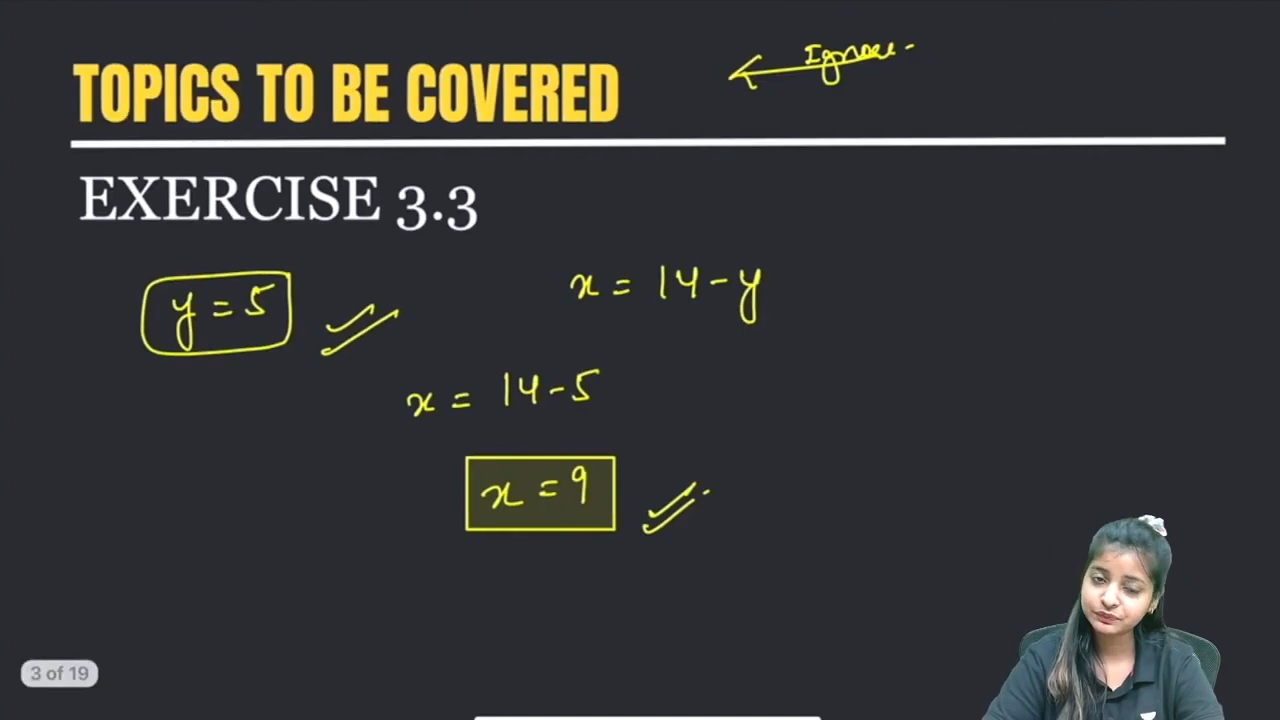 Ignore.
TOPICS TO BE COVERED
EXERCISE 3.3
y = 5
x = 14 - y
x = 14 - 5
x = 9
3 of 19